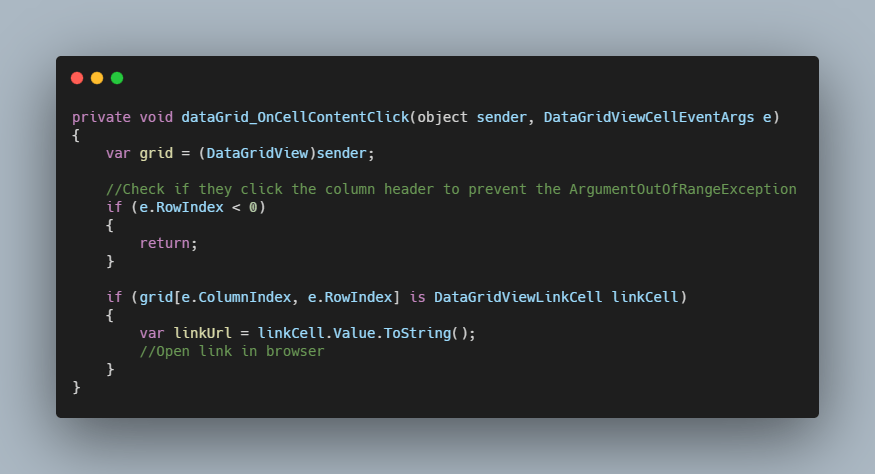 private void dataGrid_OnCellContentClick(object sender, DataGridViewCellEventArgs e)
{
    var grid = (DataGridView)sender;

    //Check if they click the column header to prevent the ArgumentOutOfRangeException
    if (e.RowIndex < 0)
    {
        return;
    }

    if (grid[e.ColumnIndex, e.RowIndex] is DataGridViewLinkCell linkCell)
    {
        var linkUrl = linkCell.Value.ToString();
        //Open link in browser
    }
}